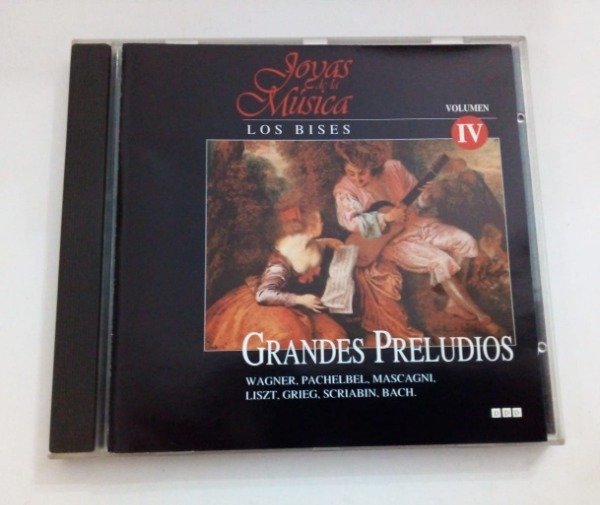 Joyas
de la
Música
LOS BISES
VOLUMEN
IV
GRANDES PRELUDIOS
WAGNER, PACHELBEL, MASCAGNI,
LISZT, GRIEG, SCRIABIN, BACH.